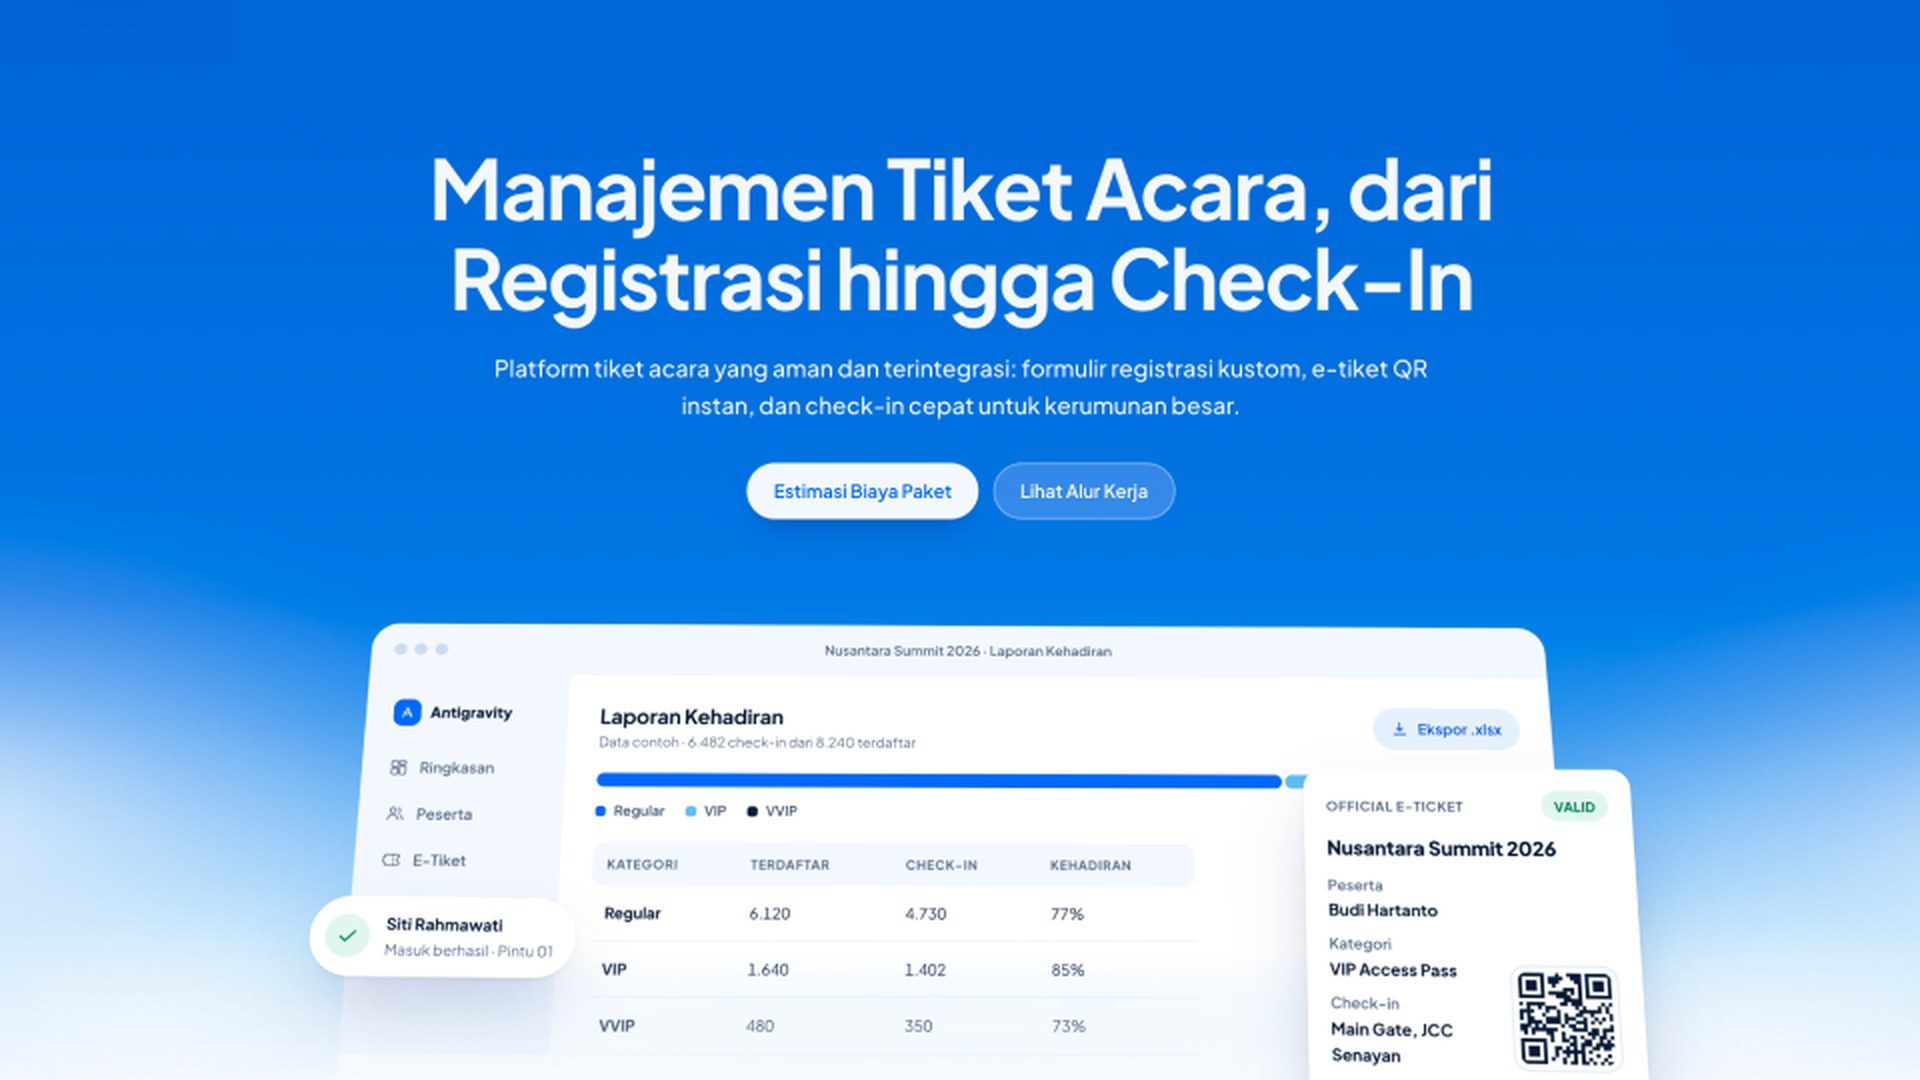 Manajemen Tiket Acara, dari
Registrasi hingga Check-In
Platform tiket acara yang aman dan terintegrasi: formulir registrasi kustom, e-tiket QR
instan, dan check-in cepat untuk kerumunan besar.
Estimasi Biaya Paket
Lihat Alur Kerja
Nusantara Summit 2026 · Laporan Kehadiran
A Antigravity
Ringkasan
Peserta
E-Tiket
Siti Rahmawati
Masuk berhasil · Pintu 01
Laporan Kehadiran
Data contoh · 6.482 check-in dari 8.240 terdaftar
Ekspor .xlsx
Regular VIP VVIP
KATEGORI TERDAFTAR CHECK-IN KEHADIRAN
Regular 6.120 4.730 77%
VIP 1.640 1.402 85%
VVIP 480 350 73%
OFFICIAL E-TICKET VALID
Nusantara Summit 2026
Peserta
Budi Hartanto
Kategori
VIP Access Pass
Check-in
Main Gate, JCC
Senayan